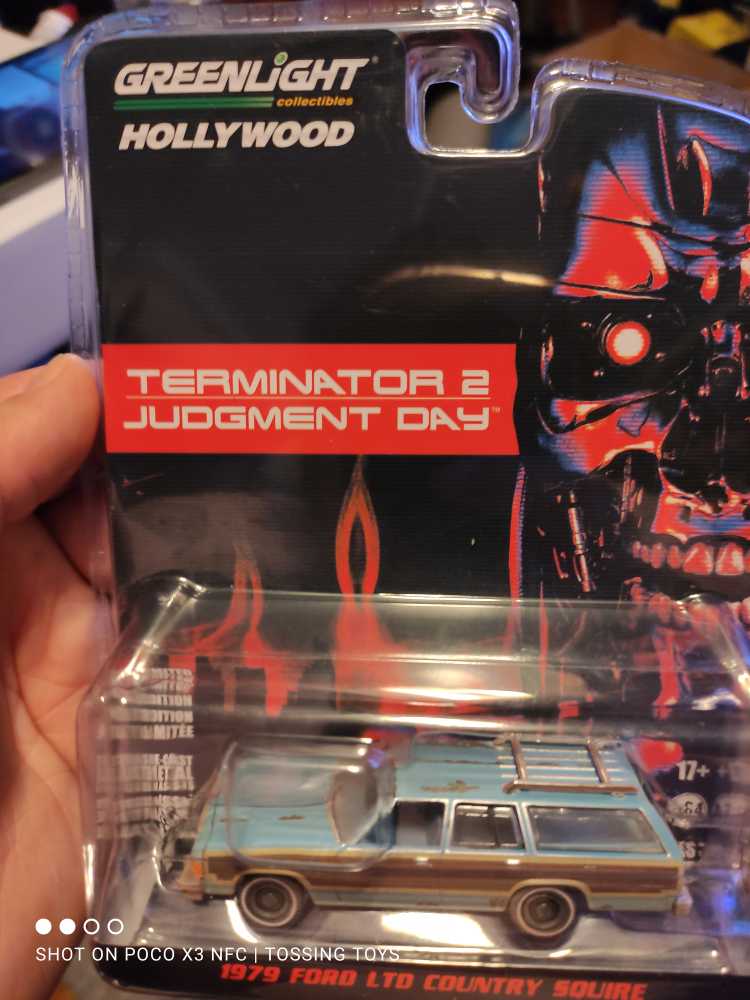 GREENLiGHT
collectibles
HOLLYWOOD
TERMINATOR 2
JUDGMENT DAY™
17+
SHOT ON POCO X3 NFC | TOSSING TOYS
1979 FORD LTD COUNTRY SQUIRE